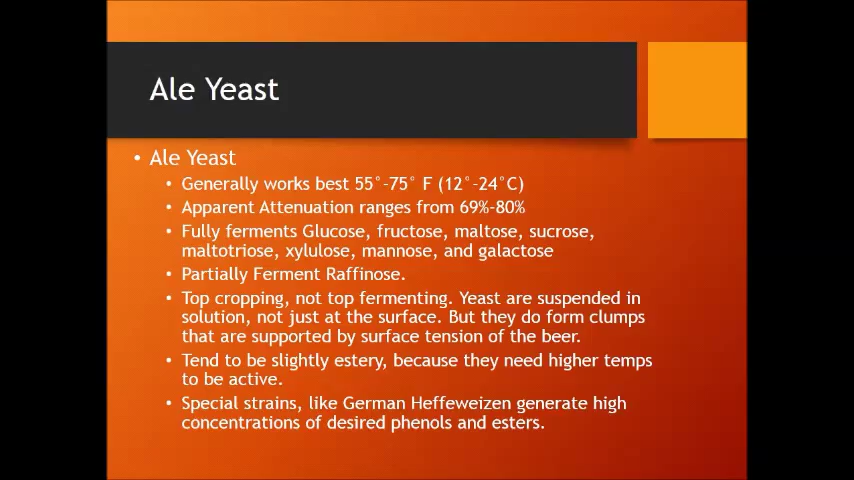 Ale Yeast
• Ale Yeast
• Generally works best 55°-75° F (12°-24°C)
• Apparent Attenuation ranges from 69%-80%
• Fully ferments Glucose, fructose, maltose, sucrose,
maltotriose, xylulose, mannose, and galactose
• Partially Ferment Raffinose.
• Top cropping, not top fermenting. Yeast are suspended in
solution, not just at the surface. But they do form clumps
that are supported by surface tension of the beer.
• Tend to be slightly estery, because they need higher temps
to be active.
• Special strains, like German Heffeweizen generate high
concentrations of desired phenols and esters.